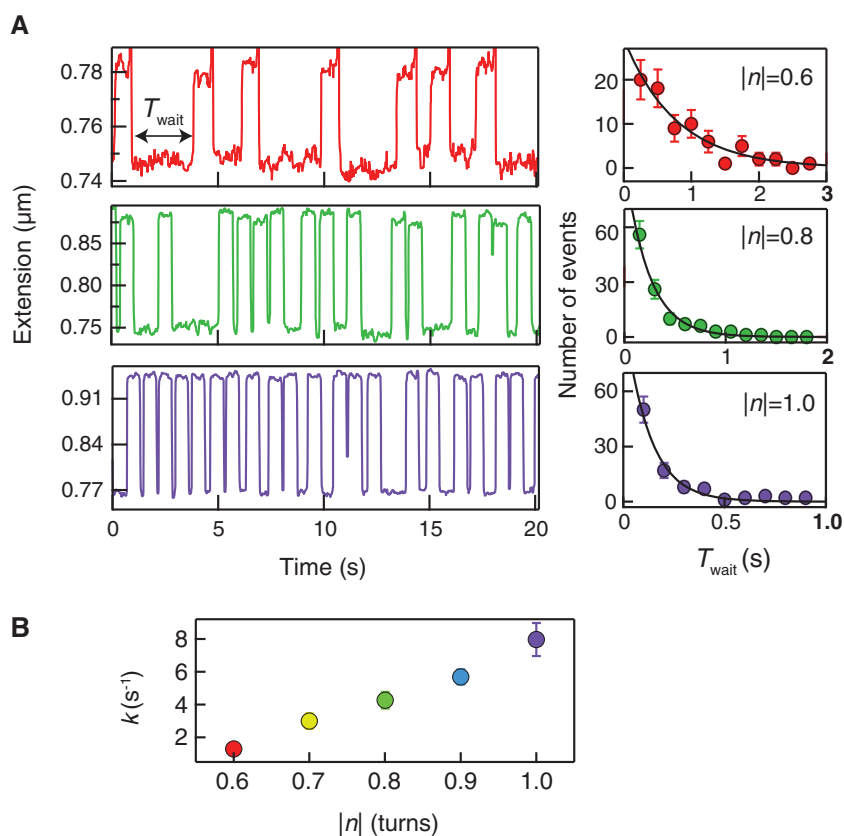 A
Extension (µm)
0.78
0.76
0.74
T wait
0.85
0.80
0.75
0.91
0.84
0.77
0 5 10 15 20
Time (s)
Number of events
20
10
0
|n|=0.6
0 1 2 3
60
30
0
|n|=0.8
0 1 2
60
30
0
|n|=1.0
0 0.5 1.0
T wait (s)
B
k (s⁻¹)
8
6
4
2
0.6 0.7 0.8 0.9 1.0
|n| (turns)